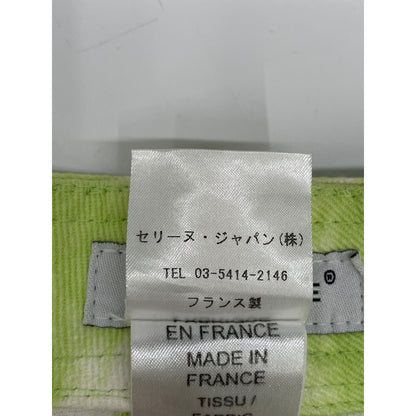 セリーヌ・ジャパン(株)
TEL 03-5414-2146
フランス製
E®
EN FRANCE
MADE IN
FRANCE
TISSU /